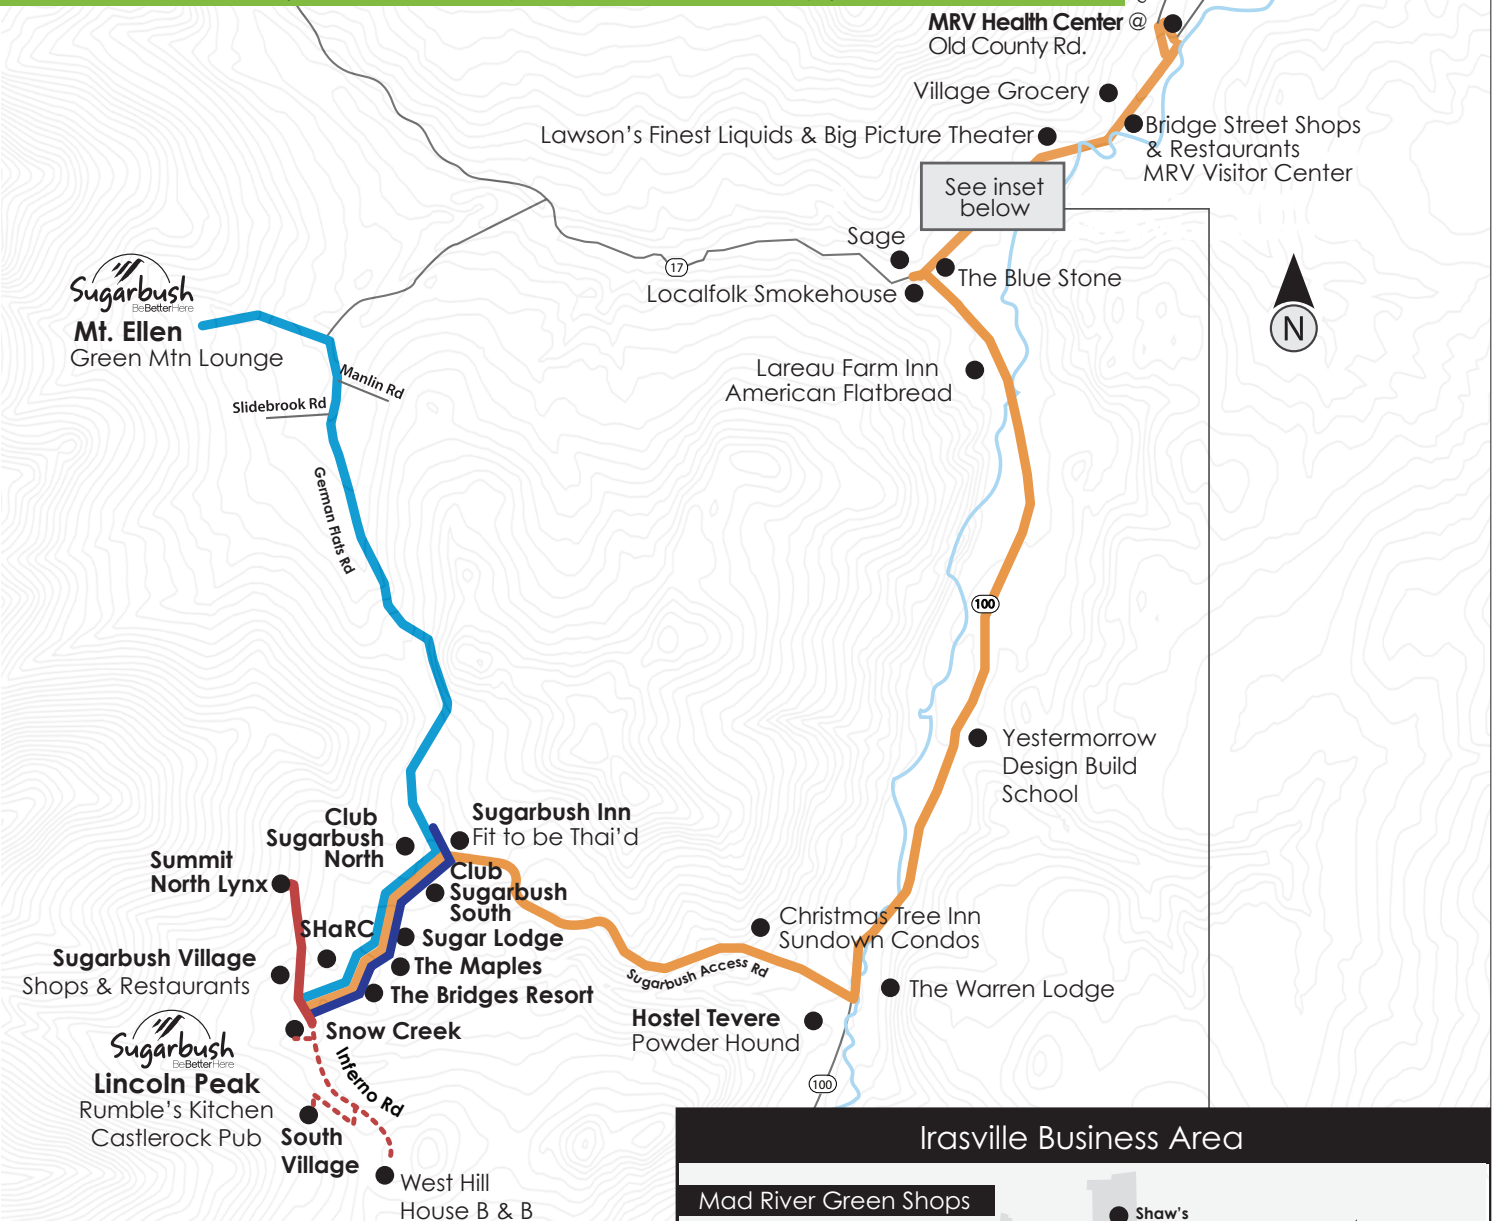 MRV Health Center @
Old County Rd.
Village Grocery
Lawson's Finest Liquids & Big Picture Theater
Bridge Street Shops
& Restaurants
MRV Visitor Center
See inset
below
Sage
17
The Blue Stone
Localfolk Smokehouse
N
Sugarbush
BeBetterHere
Mt. Ellen
Green Mtn Lounge
Manlin Rd
Slidebrook Rd
Lareau Farm Inn
American Flatbread
German Flats Rd
100
Yestermorrow
Design Build
School
Club
Sugarbush
North
Sugarbush Inn
Fit to be Thai'd
Summit
North Lynx
Club
Sugarbush
South
SHaRC
Sugar Lodge
Christmas Tree Inn
Sundown Condos
Sugarbush Village
Shops & Restaurants
The Maples
Sugarbush Access Rd
The Bridges Resort
The Warren Lodge
Hostel Tevere
Powder Hound
Snow Creek
Sugarbush
BeBetterHere
Lincoln Peak
Rumble's Kitchen
Castlerock Pub
Inferno Rd
100
South
Village
West Hill
House B & B
Irasville Business Area
Mad River Green Shops
Shaw's